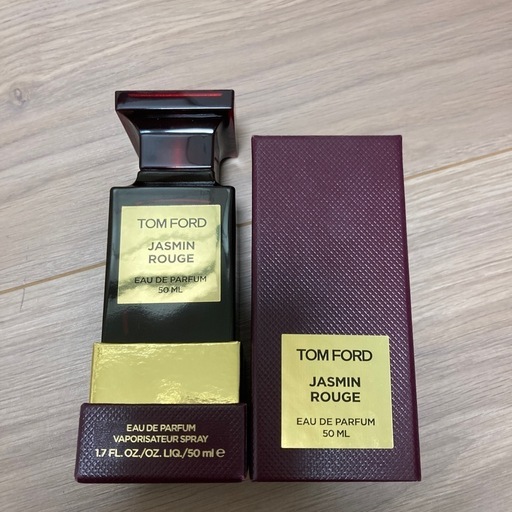 TOM FORD
JASMIN
ROUGE
EAU DE PARFUM
50 ML
EAU DE PARFUM
VAPORISATEUR SPRAY
1.7 FL. OZ./OZ. LIQ./50 ml ℮
TOM FORD
JASMIN
ROUGE
EAU DE PARFUM
50 ML